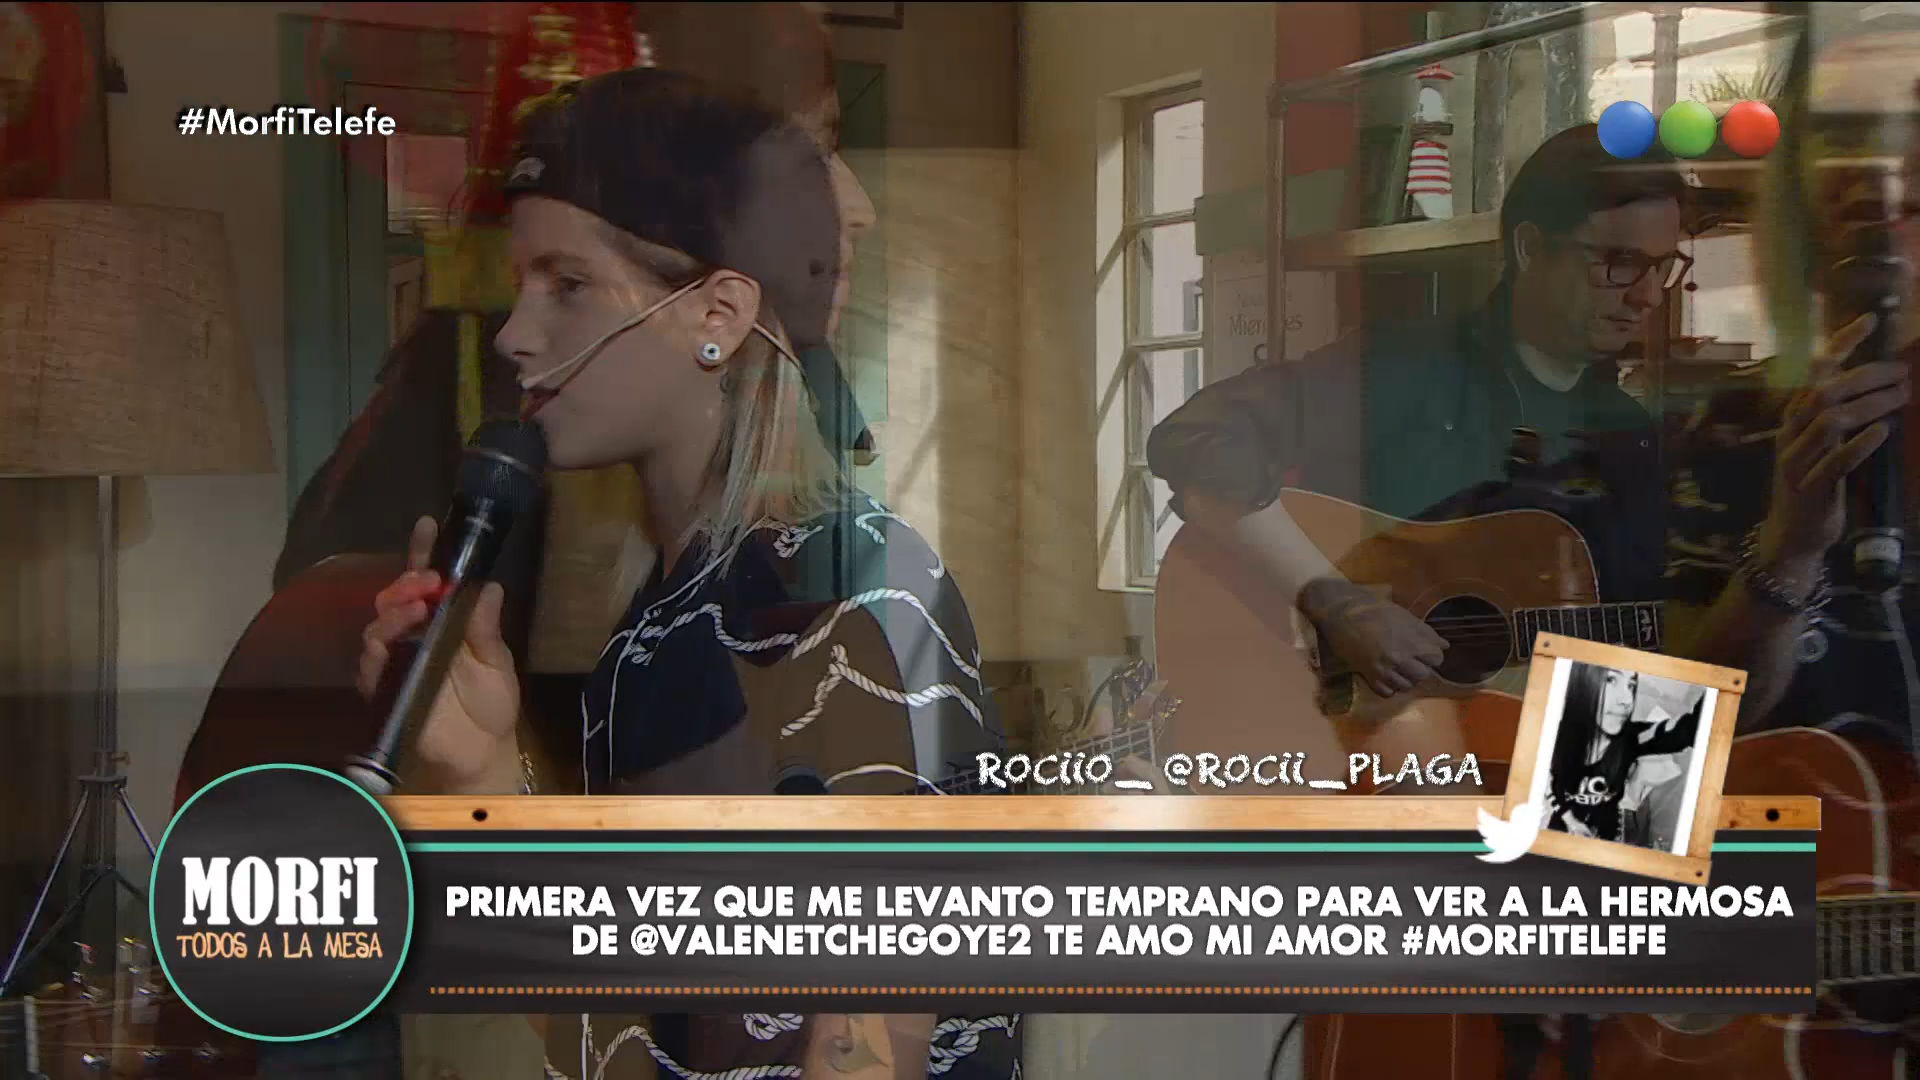 #MorfiTelefe
Miercoles
ROCIIO_ @ROCII_PLAGA
MORFI
TODOS A LA MESA
PRIMERA VEZ QUE ME LEVANTO TEMPRANO PARA VER A LA HERMOSA
DE @VALENETCHEGOYE2 TE AMO MI AMOR #MORFITELEFE